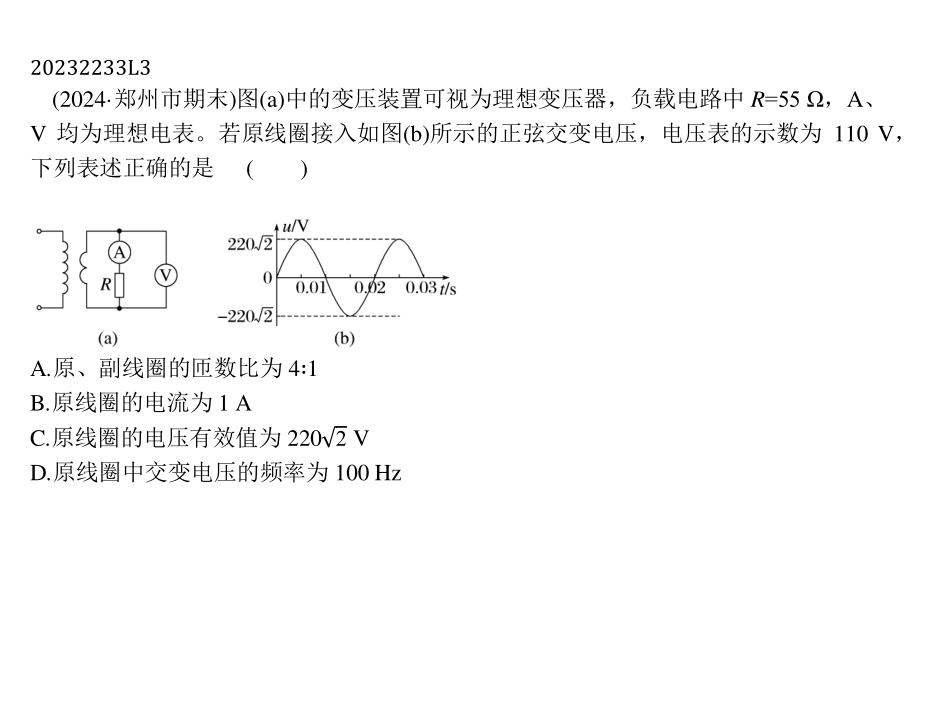 20232233L3
(2024·郑州市期末)图(a)中的变压装置可视为理想变压器，负载电路中 R=55 Ω，A、
V 均为理想电表。若原线圈接入如图(b)所示的正弦交变电压，电压表的示数为 110 V，
下列表述正确的是 (　　)
A
R
V
(a)
u/V
220√2
0
0.01
0.02
0.03
t/s
−220√2
(b)
A.原、副线圈的匝数比为 4∶1
B.原线圈的电流为 1 A
C.原线圈的电压有效值为 220√2 V
D.原线圈中交变电压的频率为 100 Hz